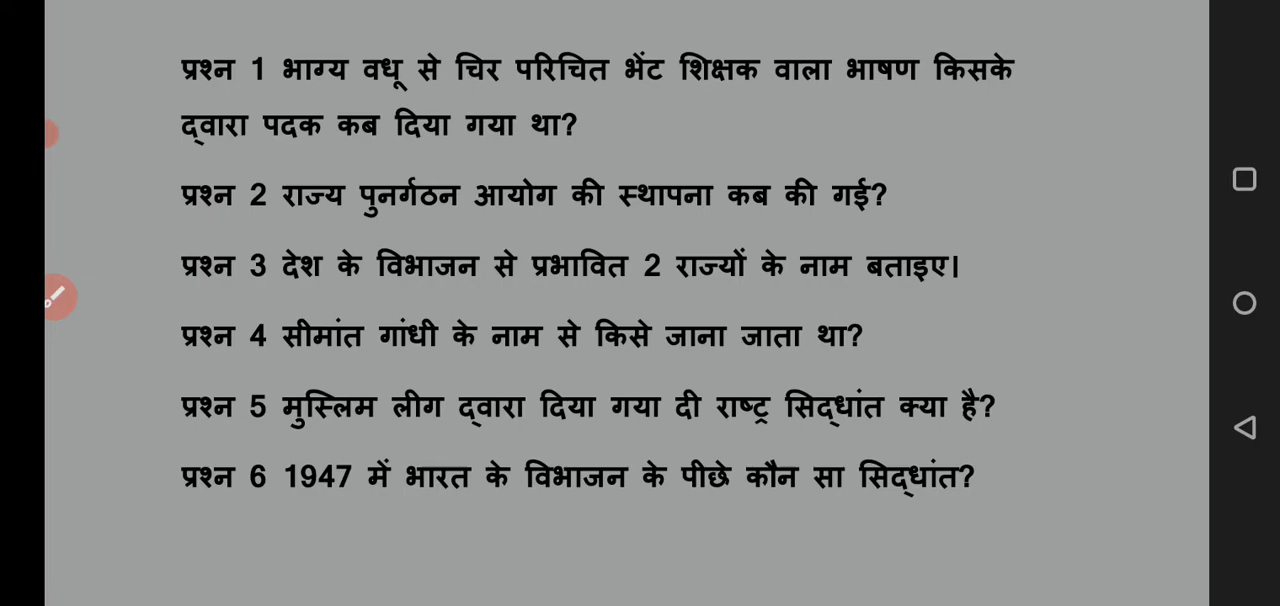 प्रश्न 1 भाग्य वधू से चिर परिचित भेंट शिक्षक वाला भाषण किसके
द्वारा पदक कब दिया गया था?
प्रश्न 2 राज्य पुनर्गठन आयोग की स्थापना कब की गई?
प्रश्न 3 देश के विभाजन से प्रभावित 2 राज्यों के नाम बताइए।
प्रश्न 4 सीमांत गांधी के नाम से किसे जाना जाता था?
प्रश्न 5 मुस्लिम लीग द्वारा दिया गया दी राष्ट्र सिद्धांत क्या है?
प्रश्न 6 1947 में भारत के विभाजन के पीछे कौन सा सिद्धांत?